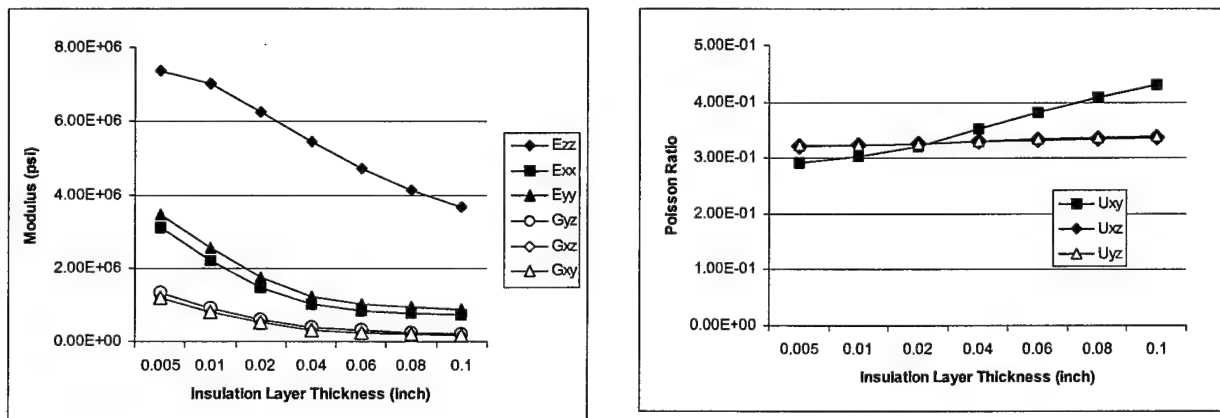 8.00E+06
6.00E+06
4.00E+06
2.00E+06
0.00E+00
Modulus (psi)
0.005 0.01 0.02 0.04 0.06 0.08 0.1
Insulation Layer Thickness (inch)
Ezz
Exx
Eyy
Gyz
Gxz
Gxy
5.00E-01
4.00E-01
3.00E-01
2.00E-01
1.00E-01
0.00E+00
Poisson Ratio
0.005 0.01 0.02 0.04 0.06 0.08 0.1
Insulation Layer Thickness (inch)
Uxy
Uxz
Uyz